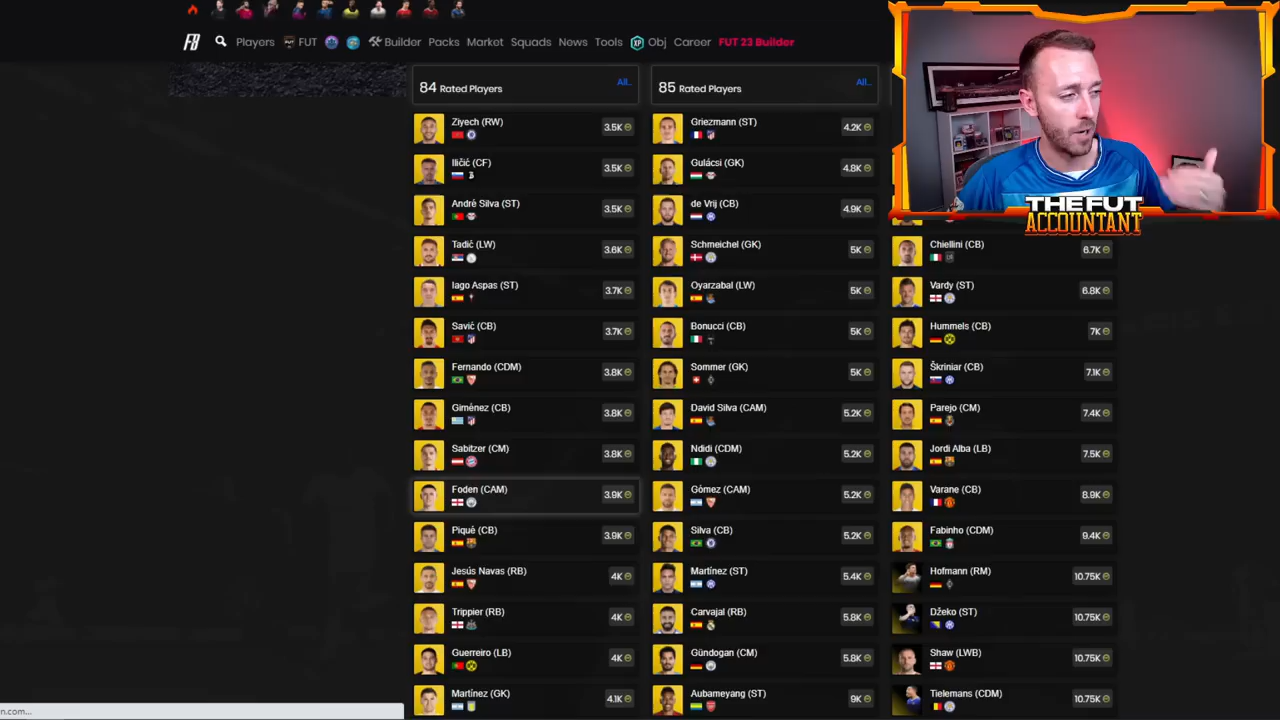 F8
Players
FUT
Builder
Packs
Market
Squads
News
Tools
XP
Obj
Career
FUT 23 Builder
84 Rated Players
All..
Ziyech (RW)
3.5K
Iličić (CF)
3.5K
André Silva (ST)
3.5K
Tadić (LW)
3.6K
Iago Aspas (ST)
3.7K
Savić (CB)
3.7K
Fernando (CDM)
3.8K
Giménez (CB)
3.8K
Sabitzer (CM)
3.8K
Foden (CAM)
3.9K
Piqué (CB)
3.9K
Jesús Navas (RB)
4K
Trippier (RB)
4K
Guerreiro (LB)
4K
Martínez (GK)
4.1K
85 Rated Players
All..
Griezmann (ST)
4.2K
Gulácsi (GK)
4.8K
de Vrij (CB)
4.9K
Schmeichel (GK)
5K
Oyarzabal (LW)
5K
Bonucci (CB)
5K
Sommer (GK)
5K
David Silva (CAM)
5.2K
Ndidi (CDM)
5.2K
Gómez (CAM)
5.2K
Silva (CB)
5.2K
Martínez (ST)
5.4K
Carvajal (RB)
5.8K
Gündogan (CM)
5.8K
Aubameyang (ST)
9K
Chiellini (CB)
6.7K
Vardy (ST)
6.8K
Hummels (CB)
7K
Škriniar (CB)
7.1K
Parejo (CM)
7.4K
Jordi Alba (LB)
7.5K
Varane (CB)
8.9K
Fabinho (CDM)
9.4K
Hofmann (RM)
10.75K
Džeko (ST)
10.75K
Shaw (LWB)
10.75K
Tielemans (CDM)
10.75K
THE FUT
ACCOUNTANT
n.com...